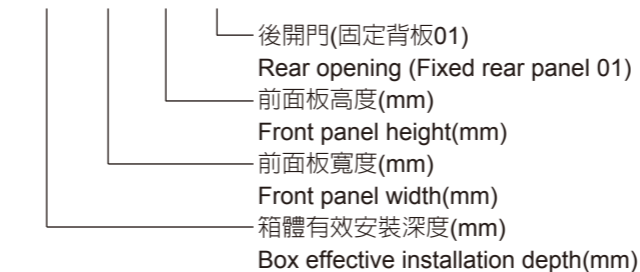 後開門(固定背板01)
Rear opening (Fixed rear panel 01)
前面板高度(mm)
Front panel height(mm)
前面板寬度(mm)
Front panel width(mm)
箱體有效安裝深度(mm)
Box effective installation depth(mm)